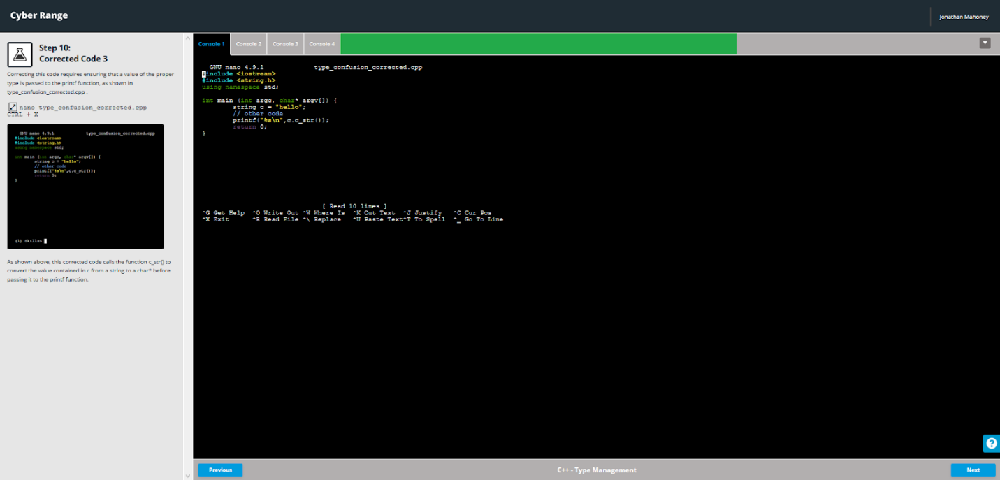 Cyber Range
Jonathan Mahoney
Step 10:
Corrected Code 3
Correcting this code requires ensuring that a value of the proper
type is passed to the printf function, as shown in
type_confusion_corrected.cpp .
nano type_confusion_corrected.cpp
CTRL + X
GNU nano 4.9.1 type_confusion_corrected.cpp
#include <iostream>
#include <string.h>
using namespace std;
int main (int argc, char* argv[]) {
string c = "hello";
// other code
printf("%s\n",c.c_str());
return 0;
}
(1) Skillz>
As shown above, this corrected code calls the function c_str() to
convert the value contained in c from a string to a char* before
passing it to the printf function.
Console 1 Console 2 Console 3 Console 4
GNU nano 4.9.1 type_confusion_corrected.cpp
#include <iostream>
#include <string.h>
using namespace std;
int main (int argc, char* argv[]) {
string c = "hello";
// other code
printf("%s\n",c.c_str());
return 0;
}
[ Read 10 lines ]
^G Get Help ^O Write Out ^W Where Is ^K Cut Text ^J Justify ^C Cur Pos
^X Exit ^R Read File ^\ Replace ^U Paste Text^T To Spell ^_ Go To Line
?
Previous C++ - Type Management Next